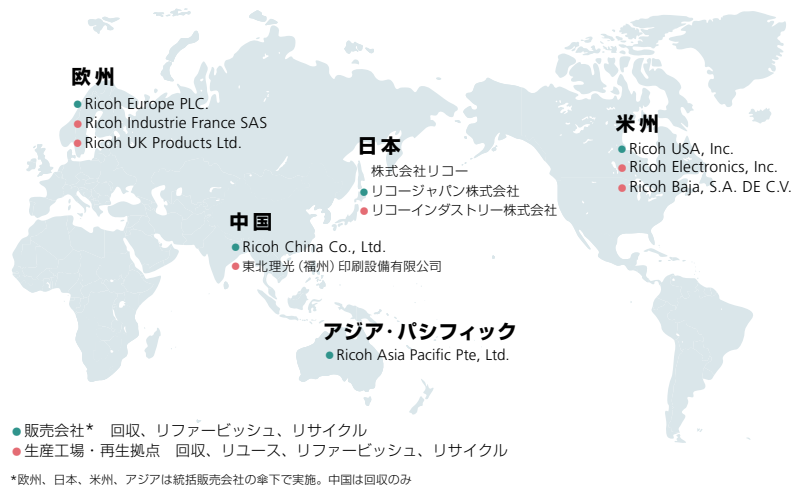 欧州
●Ricoh Europe PLC.
●Ricoh Industrie France SAS
●Ricoh UK Products Ltd.
日本
株式会社リコー
●リコージャパン株式会社
●リコーインダストリー株式会社
米州
●Ricoh USA, Inc.
●Ricoh Electronics, Inc.
●Ricoh Baja, S.A. DE C.V.
中国
●Ricoh China Co., Ltd.
●東北理光（福州）印刷設備有限公司
アジア・パシフィック
●Ricoh Asia Pacific Pte, Ltd.
●販売会社*　回収、リファービッシュ、リサイクル
●生産工場・再生拠点　回収、リユース、リファービッシュ、リサイクル
*欧州、日本、米州、アジアは統括販売会社の傘下で実施。中国は回収のみ